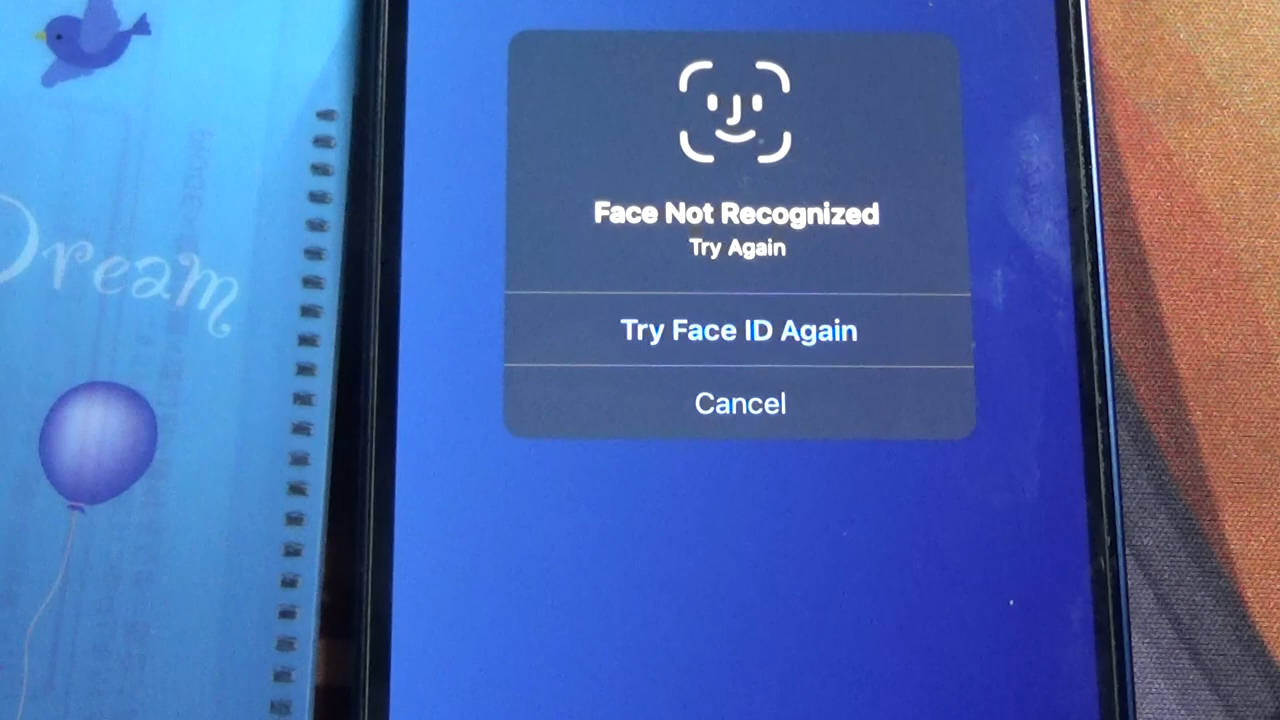 Dream
Face Not Recognized
Try Again
Try Face ID Again
Cancel